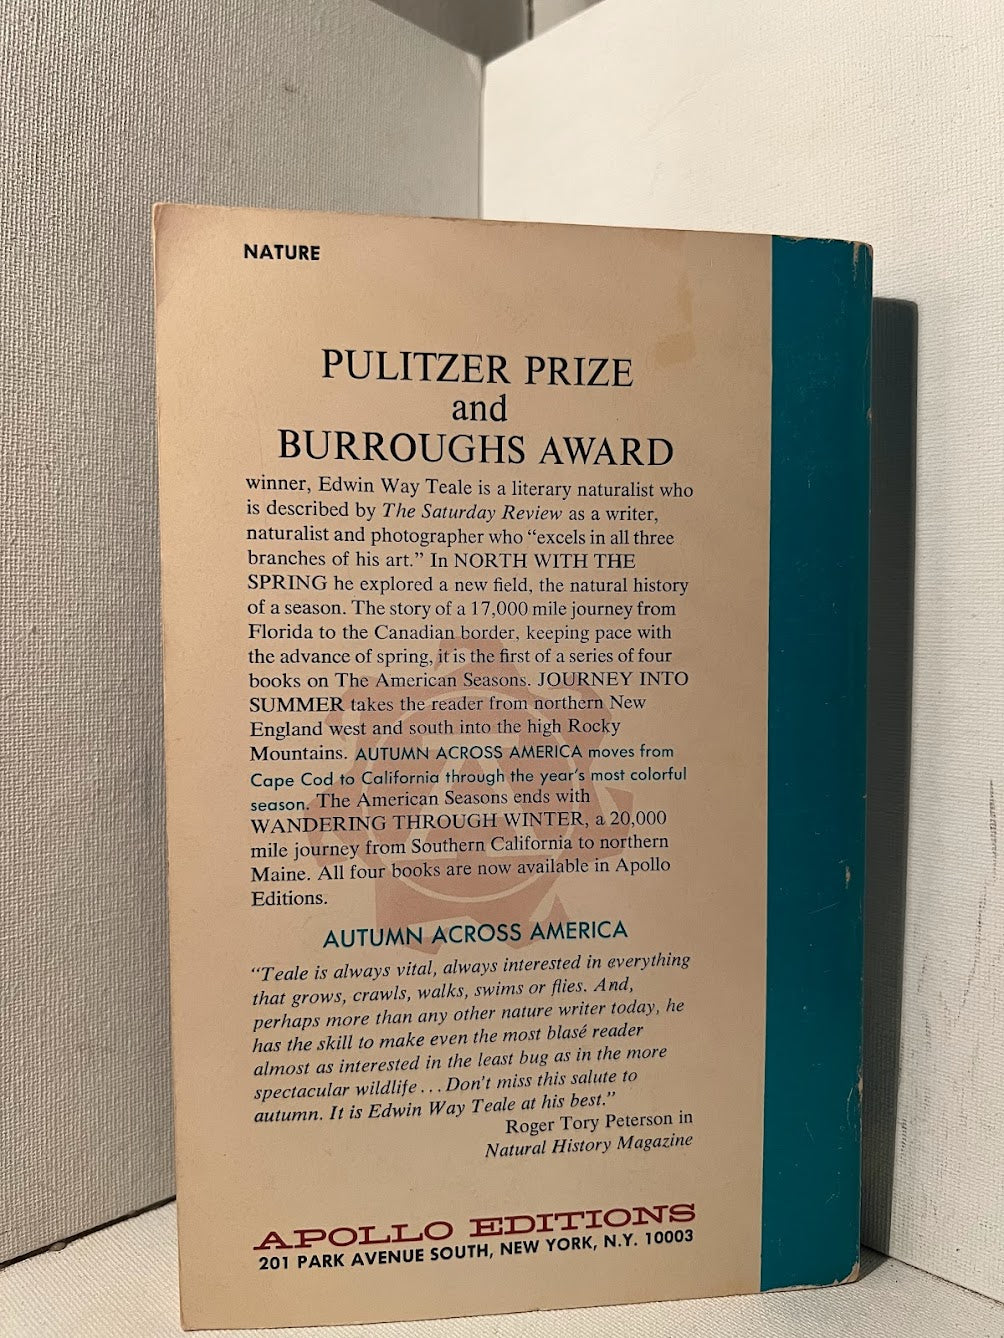 NATURE
PULITZER PRIZE
and
BURROUGHS AWARD
winner, Edwin Way Teale is a literary naturalist who
is described by The Saturday Review as a writer,
naturalist and photographer who “excels in all three
branches of his art.” In NORTH WITH THE
SPRING he explored a new field, the natural history
of a season. The story of a 17,000 mile journey from
Florida to the Canadian border, keeping pace with
the advance of spring, it is the first of a series of four
books on The American Seasons. JOURNEY INTO
SUMMER takes the reader from northern New
England west and south into the high Rocky
Mountains. AUTUMN ACROSS AMERICA moves from
Cape Cod to California through the year’s most colorful
season. The American Seasons ends with
WANDERING THROUGH WINTER, a 20,000
mile journey from Southern California to northern
Maine. All four books are now available in Apollo
Editions.
AUTUMN ACROSS AMERICA
“Teale is always vital, always interested in everything
that grows, crawls, walks, swims or flies. And,
perhaps more than any other nature writer today, he
has the skill to make even the most blasé reader
almost as interested in the least bug as in the more
spectacular wildlife . . . Don’t miss this salute to
autumn. It is Edwin Way Teale at his best.”
Roger Tory Peterson in
Natural History Magazine
APOLLO EDITIONS
201 PARK AVENUE SOUTH, NEW YORK, N.Y. 10003